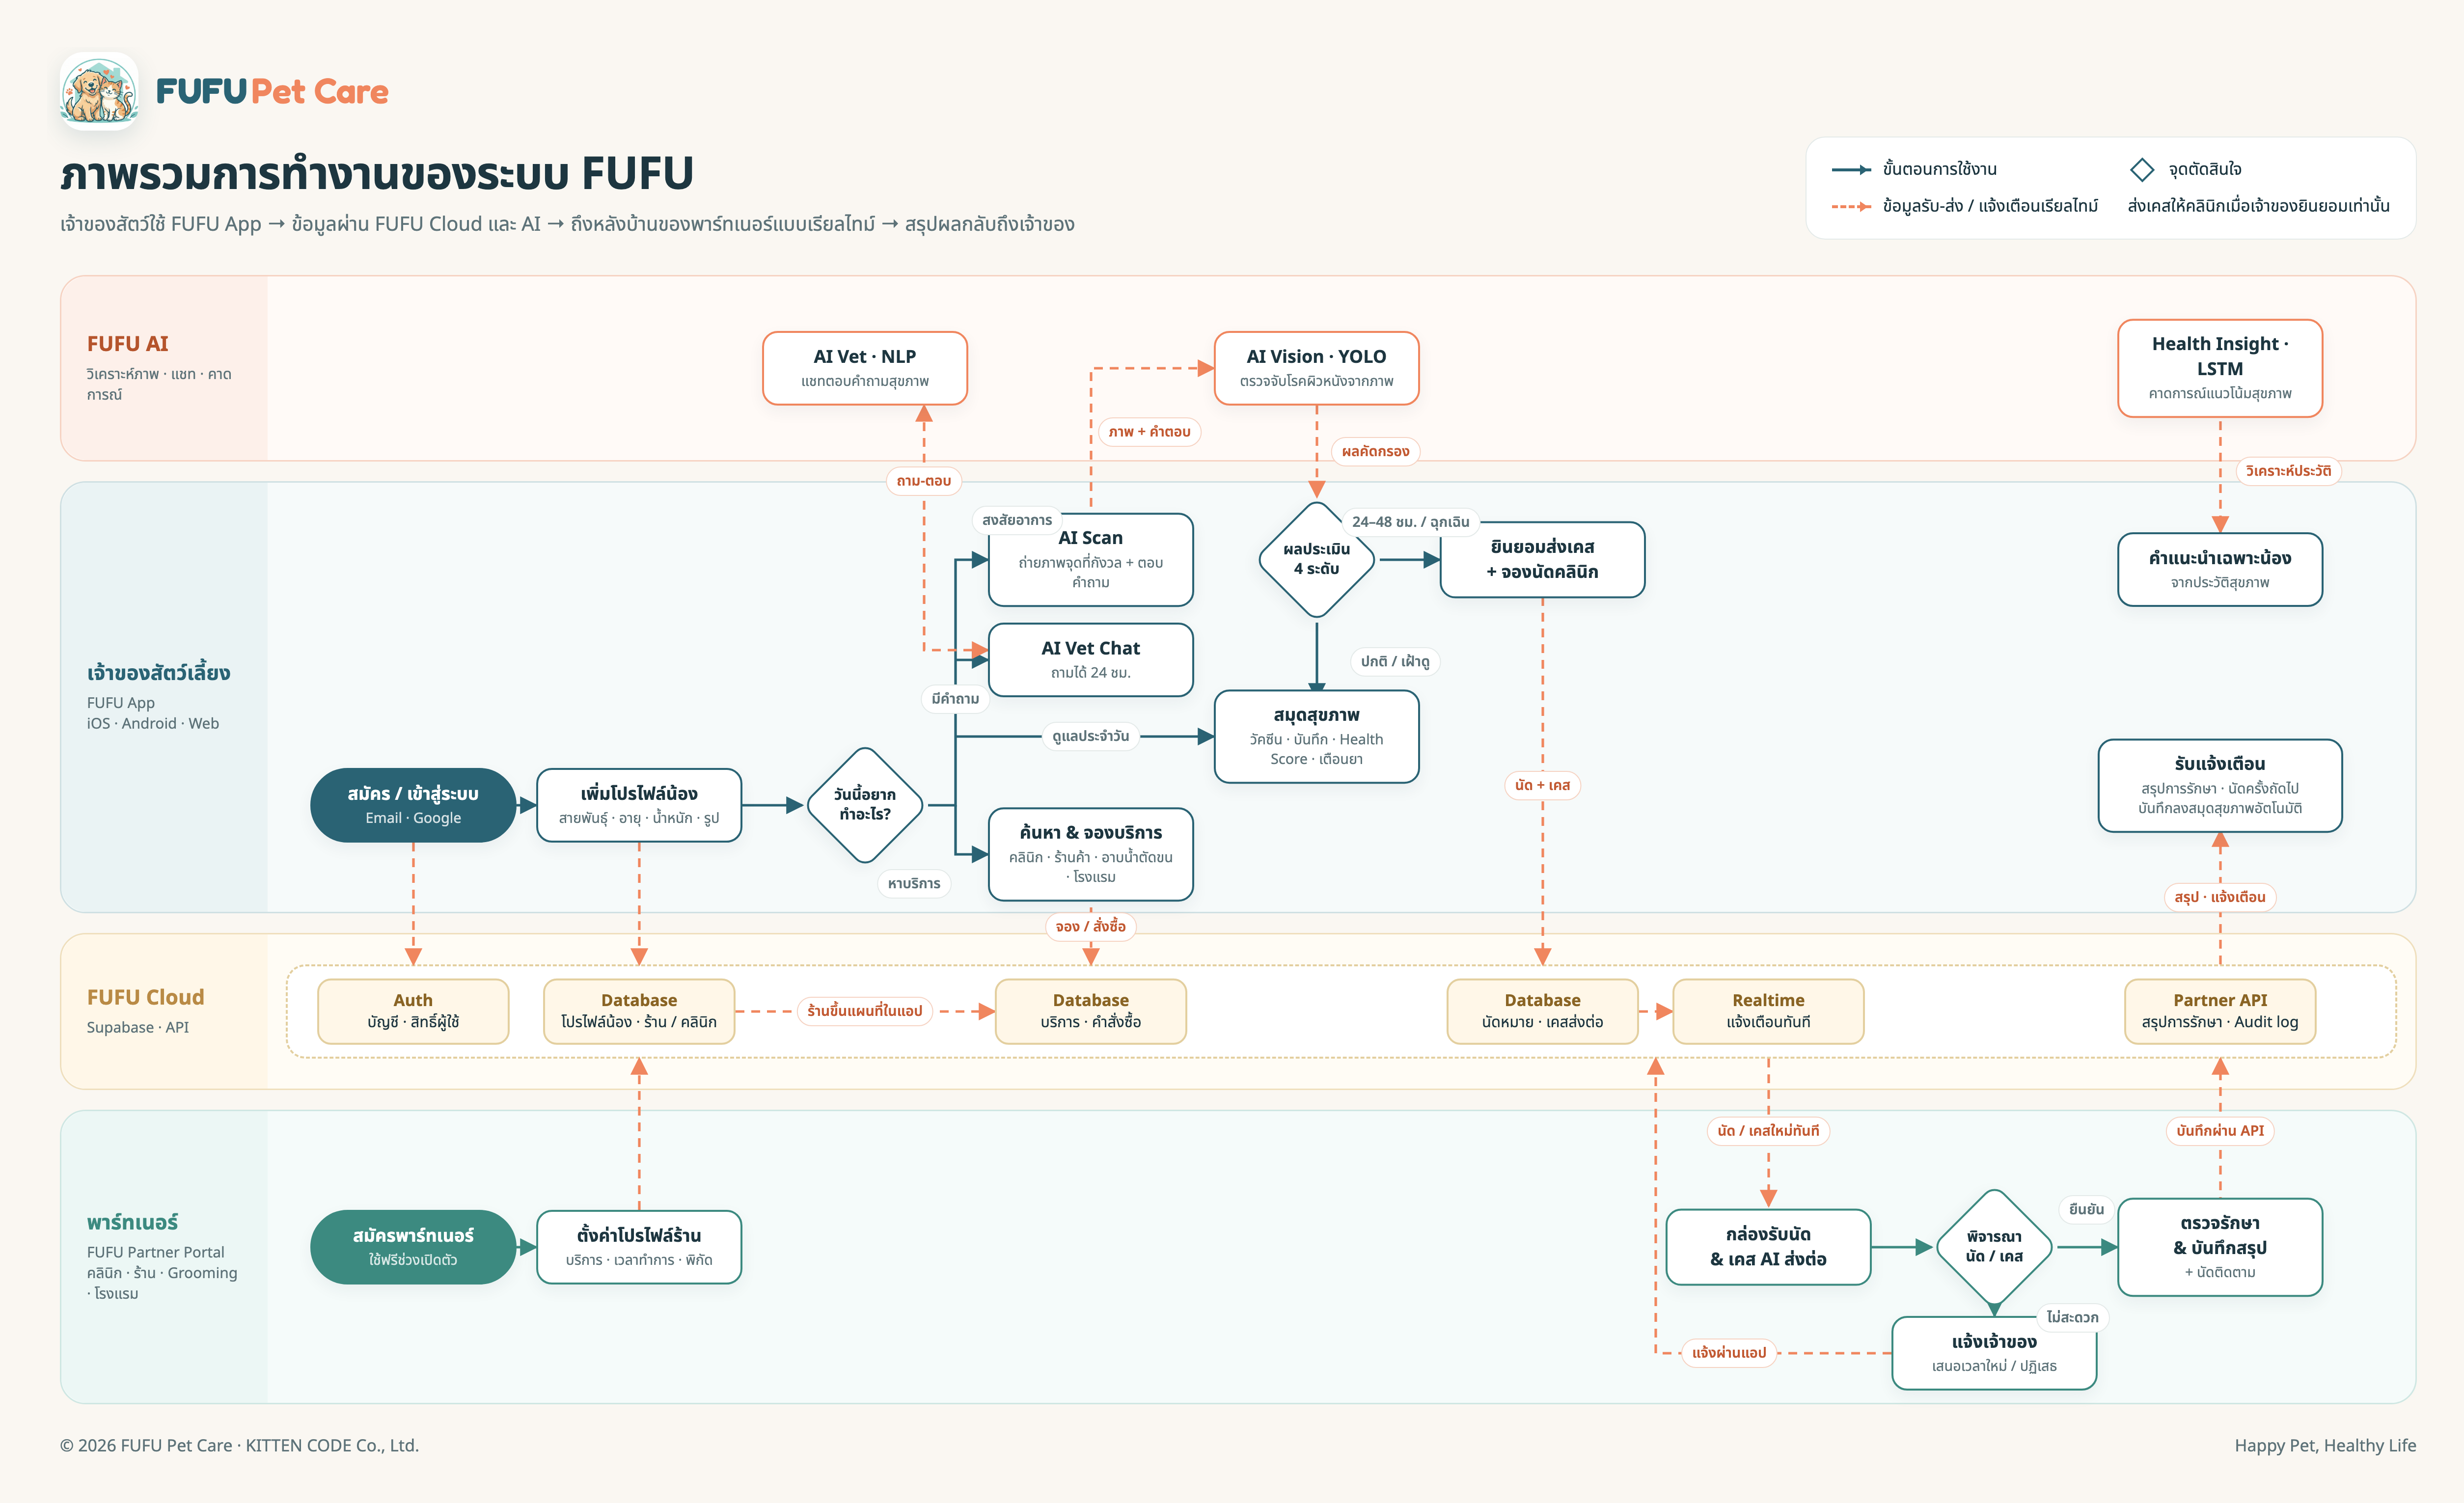 FUFU Pet Care
ภาพรวมการทำงานของระบบ FUFU
เจ้าของสัตว์ใช้ FUFU App → ข้อมูลผ่าน FUFU Cloud และ AI → ถึงหลังบ้านของพาร์ทเนอร์แบบเรียลไทม์ → สรุปผลกลับถึงเจ้าของ
ขั้นตอนการใช้งาน
จุดตัดสินใจ
ข้อมูลรับ-ส่ง / แจ้งเตือนเรียลไทม์
ส่งเคสให้คลินิกเมื่อเจ้าของยินยอมเท่านั้น
FUFU AI
วิเคราะห์ภาพ · แชท · คาด
การณ์
AI Vet · NLP
แชทตอบคำถามสุขภาพ
AI Vision · YOLO
ตรวจจับโรคผิวหนังจากภาพ
Health Insight ·
LSTM
คาดการณ์แนวโน้มสุขภาพ
ภาพ + คำตอบ
ผลคัดกรอง
วิเคราะห์ประวัติ
ถาม-ตอบ
เจ้าของสัตว์เลี้ยง
FUFU App
iOS · Android · Web
สงสัยอาการ
AI Scan
ถ่ายภาพจุดที่กังวล + ตอบ
คำถาม
ผลประเมิน
4 ระดับ
24–48 ชม. / ฉุกเฉิน
ยินยอมส่งเคส
+ จองนัดคลินิก
คำแนะนำเฉพาะน้อง
จากประวัติสุขภาพ
AI Vet Chat
ถามได้ 24 ชม.
ปกติ / เฝ้าดู
มีคำถาม
ดูแลประจำวัน
สมุดสุขภาพ
วัคซีน · บันทึก · Health
Score · เตือนยา
สมัคร / เข้าสู่ระบบ
Email · Google
เพิ่มโปรไฟล์น้อง
สายพันธุ์ · อายุ · น้ำหนัก · รูป
วันนี้อยาก
ทำอะไร?
นัด + เคส
รับแจ้งเตือน
สรุปการรักษา · นัดครั้งถัดไป
บันทึกลงสมุดสุขภาพอัตโนมัติ
ค้นหา & จองบริการ
คลินิก · ร้านค้า · อาบน้ำตัดขน
· โรงแรม
หาบริการ
สรุป · แจ้งเตือน
จอง / สั่งซื้อ
FUFU Cloud
Supabase · API
Auth
บัญชี · สิทธิ์ผู้ใช้
Database
โปรไฟล์น้อง · ร้าน / คลินิก
ร้านขึ้นแผนที่ในแอป
Database
บริการ · คำสั่งซื้อ
Database
นัดหมาย · เคสส่งต่อ
Realtime
แจ้งเตือนทันที
Partner API
สรุปการรักษา · Audit log
นัด / เคสใหม่ทันที
บันทึกผ่าน API
พาร์ทเนอร์
FUFU Partner Portal
คลินิก · ร้าน · Grooming
· โรงแรม
สมัครพาร์ทเนอร์
ใช้ฟรีช่วงเปิดตัว
ตั้งค่าโปรไฟล์ร้าน
บริการ · เวลาทำการ · พิกัด
กล่องรับนัด
& เคส AI ส่งต่อ
พิจารณา
นัด / เคส
ยืนยัน
ตรวจรักษา
& บันทึกสรุป
+ นัดติดตาม
ไม่สะดวก
แจ้งเจ้าของ
เสนอเวลาใหม่ / ปฏิเสธ
แจ้งผ่านแอป
© 2026 FUFU Pet Care · KITTEN CODE Co., Ltd.
Happy Pet, Healthy Life